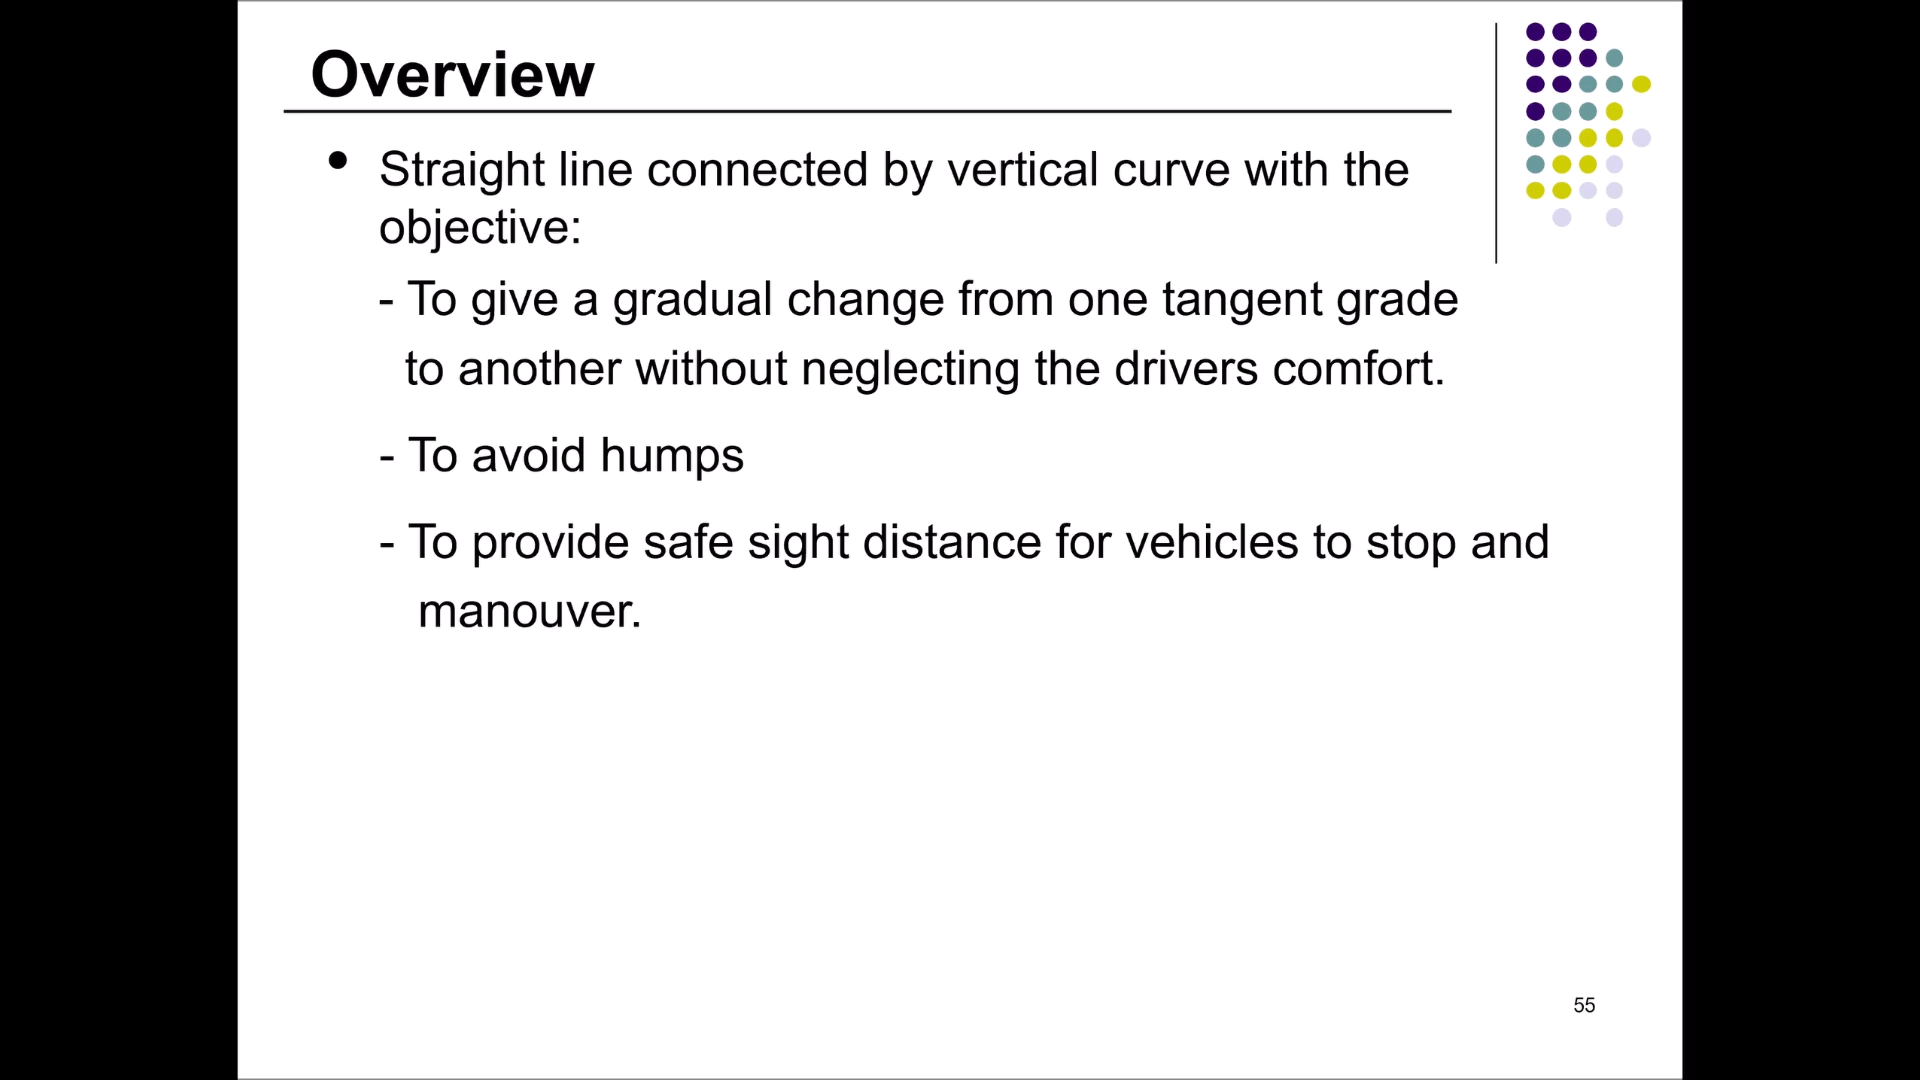 Overview
• Straight line connected by vertical curve with the
objective:
- To give a gradual change from one tangent grade
to another without neglecting the drivers comfort.
- To avoid humps
- To provide safe sight distance for vehicles to stop and
manouver.
55